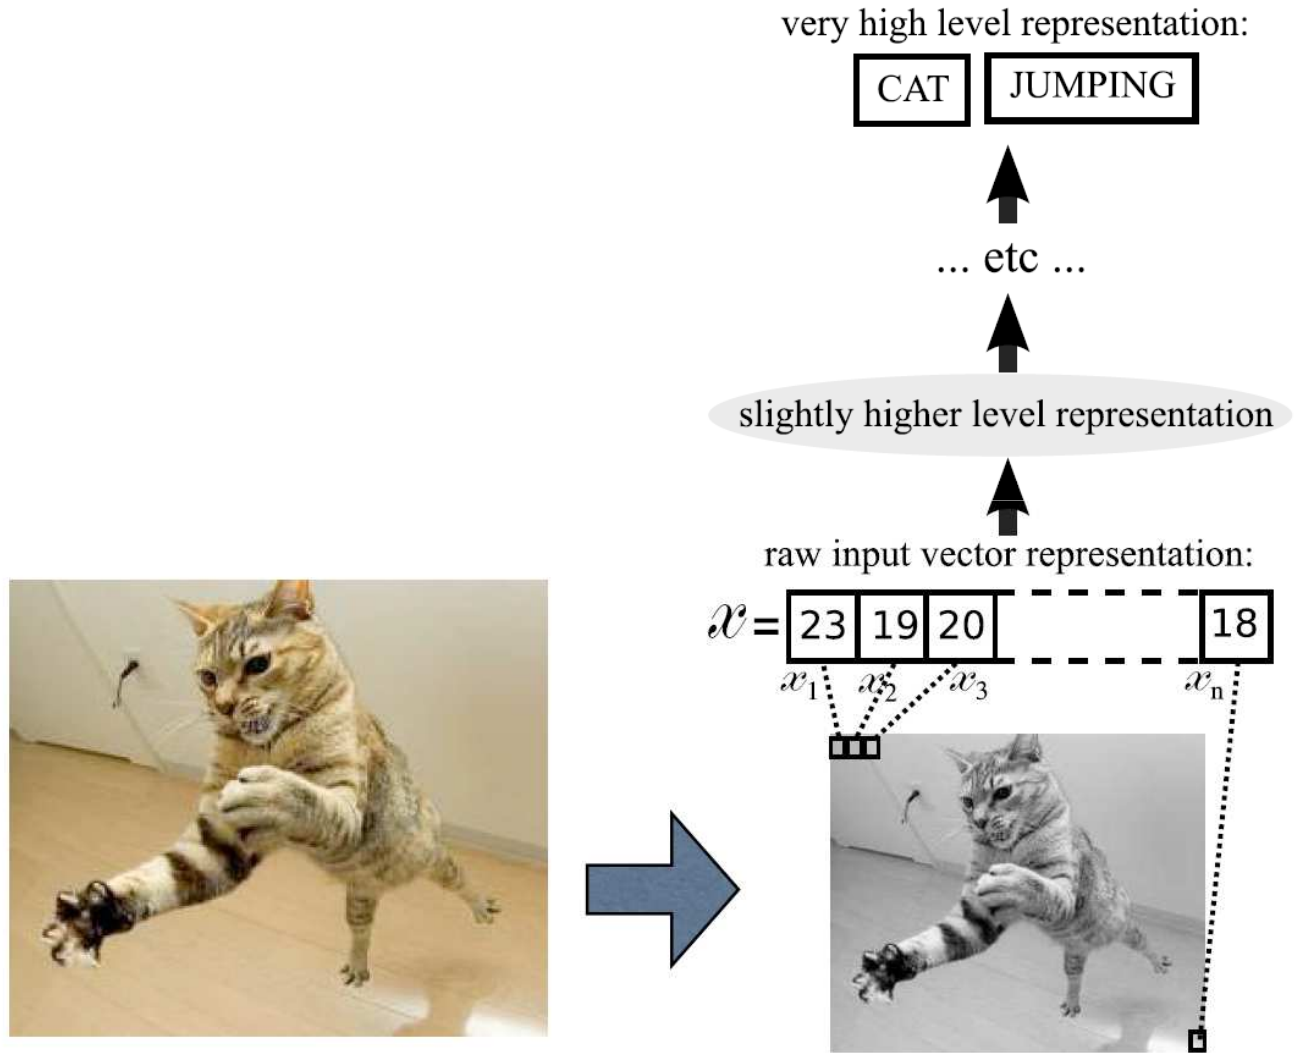 very high level representation:
CAT JUMPING
... etc ...
slightly higher level representation
raw input vector representation:
x = 23 19 20 18
x₁ x₂ x₃ xₙ